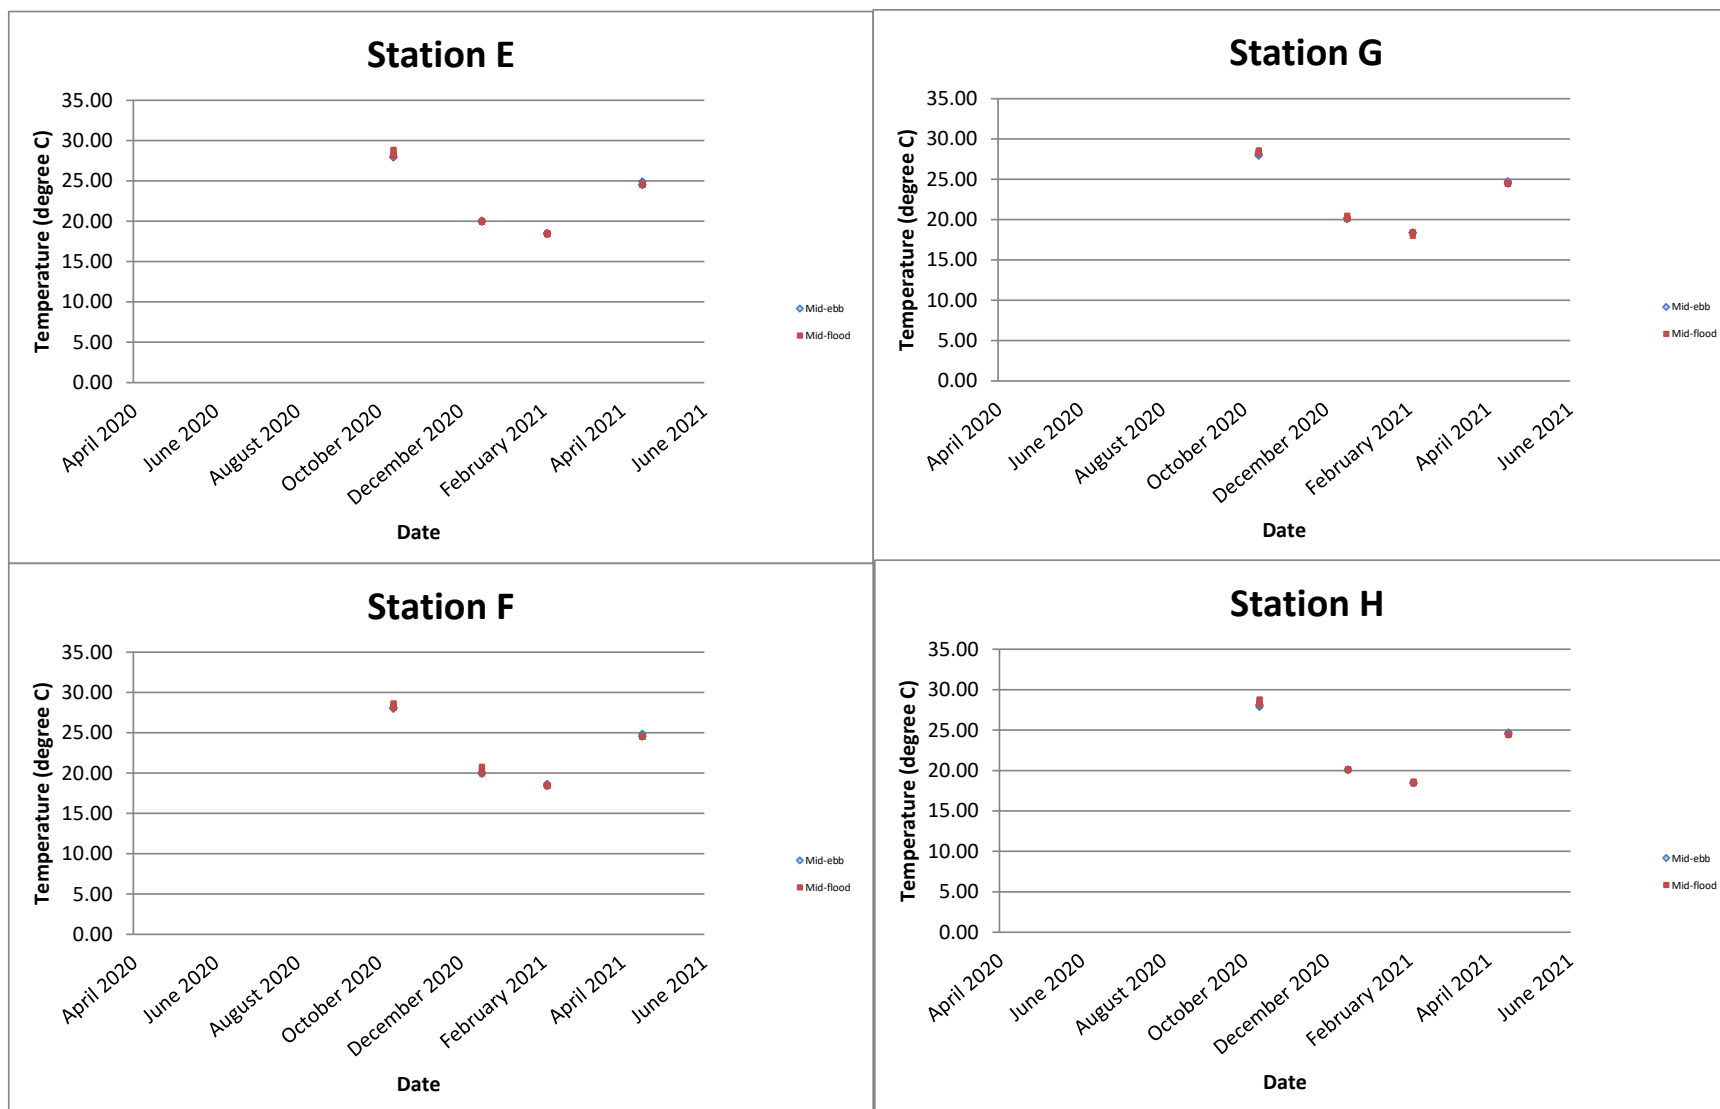 Station E
Temperature (degree C)
35.00
30.00
25.00
20.00
15.00
10.00
5.00
0.00
April 2020
June 2020
August 2020
October 2020
December 2020
February 2021
April 2021
June 2021
Date
Mid-ebb
Mid-flood
Station G
Temperature (degree C)
35.00
30.00
25.00
20.00
15.00
10.00
5.00
0.00
April 2020
June 2020
August 2020
October 2020
December 2020
February 2021
April 2021
June 2021
Date
Mid-ebb
Mid-flood
Station F
Temperature (degree C)
35.00
30.00
25.00
20.00
15.00
10.00
5.00
0.00
April 2020
June 2020
August 2020
October 2020
December 2020
February 2021
April 2021
June 2021
Date
Mid-ebb
Mid-flood
Station H
Temperature (degree C)
35.00
30.00
25.00
20.00
15.00
10.00
5.00
0.00
April 2020
June 2020
August 2020
October 2020
December 2020
February 2021
April 2021
June 2021
Date
Mid-ebb
Mid-flood